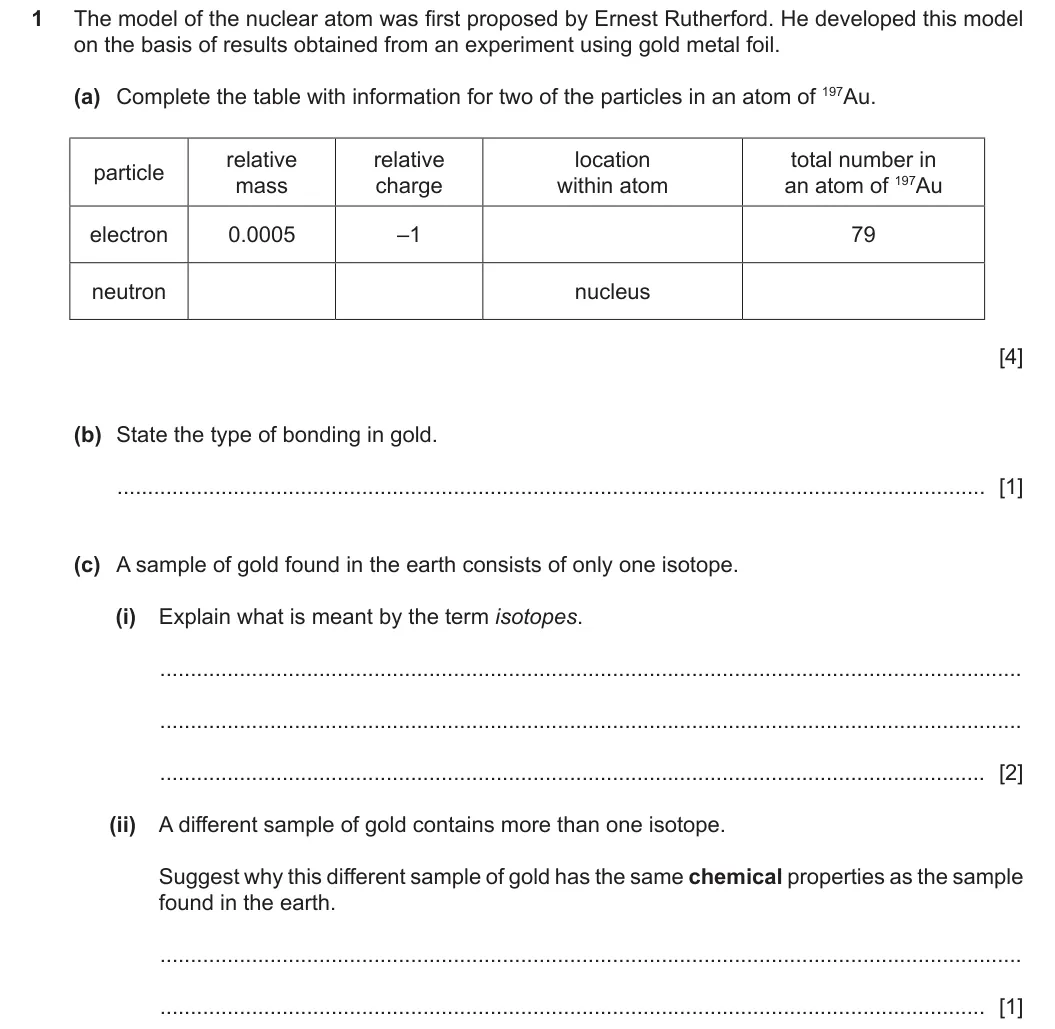 1 The model of the nuclear atom was first proposed by Ernest Rutherford. He developed this model
on the basis of results obtained from an experiment using gold metal foil.
(a) Complete the table with information for two of the particles in an atom of ¹⁹⁷Au.
particle
relative
mass
relative
charge
location
within atom
total number in
an atom of ¹⁹⁷Au
electron 0.0005 –1 79
neutron nucleus
[4]
(b) State the type of bonding in gold.
[1]
(c) A sample of gold found in the earth consists of only one isotope.
(i) Explain what is meant by the term isotopes.
[2]
(ii) A different sample of gold contains more than one isotope.
Suggest why this different sample of gold has the same chemical properties as the sample
found in the earth.
[1]